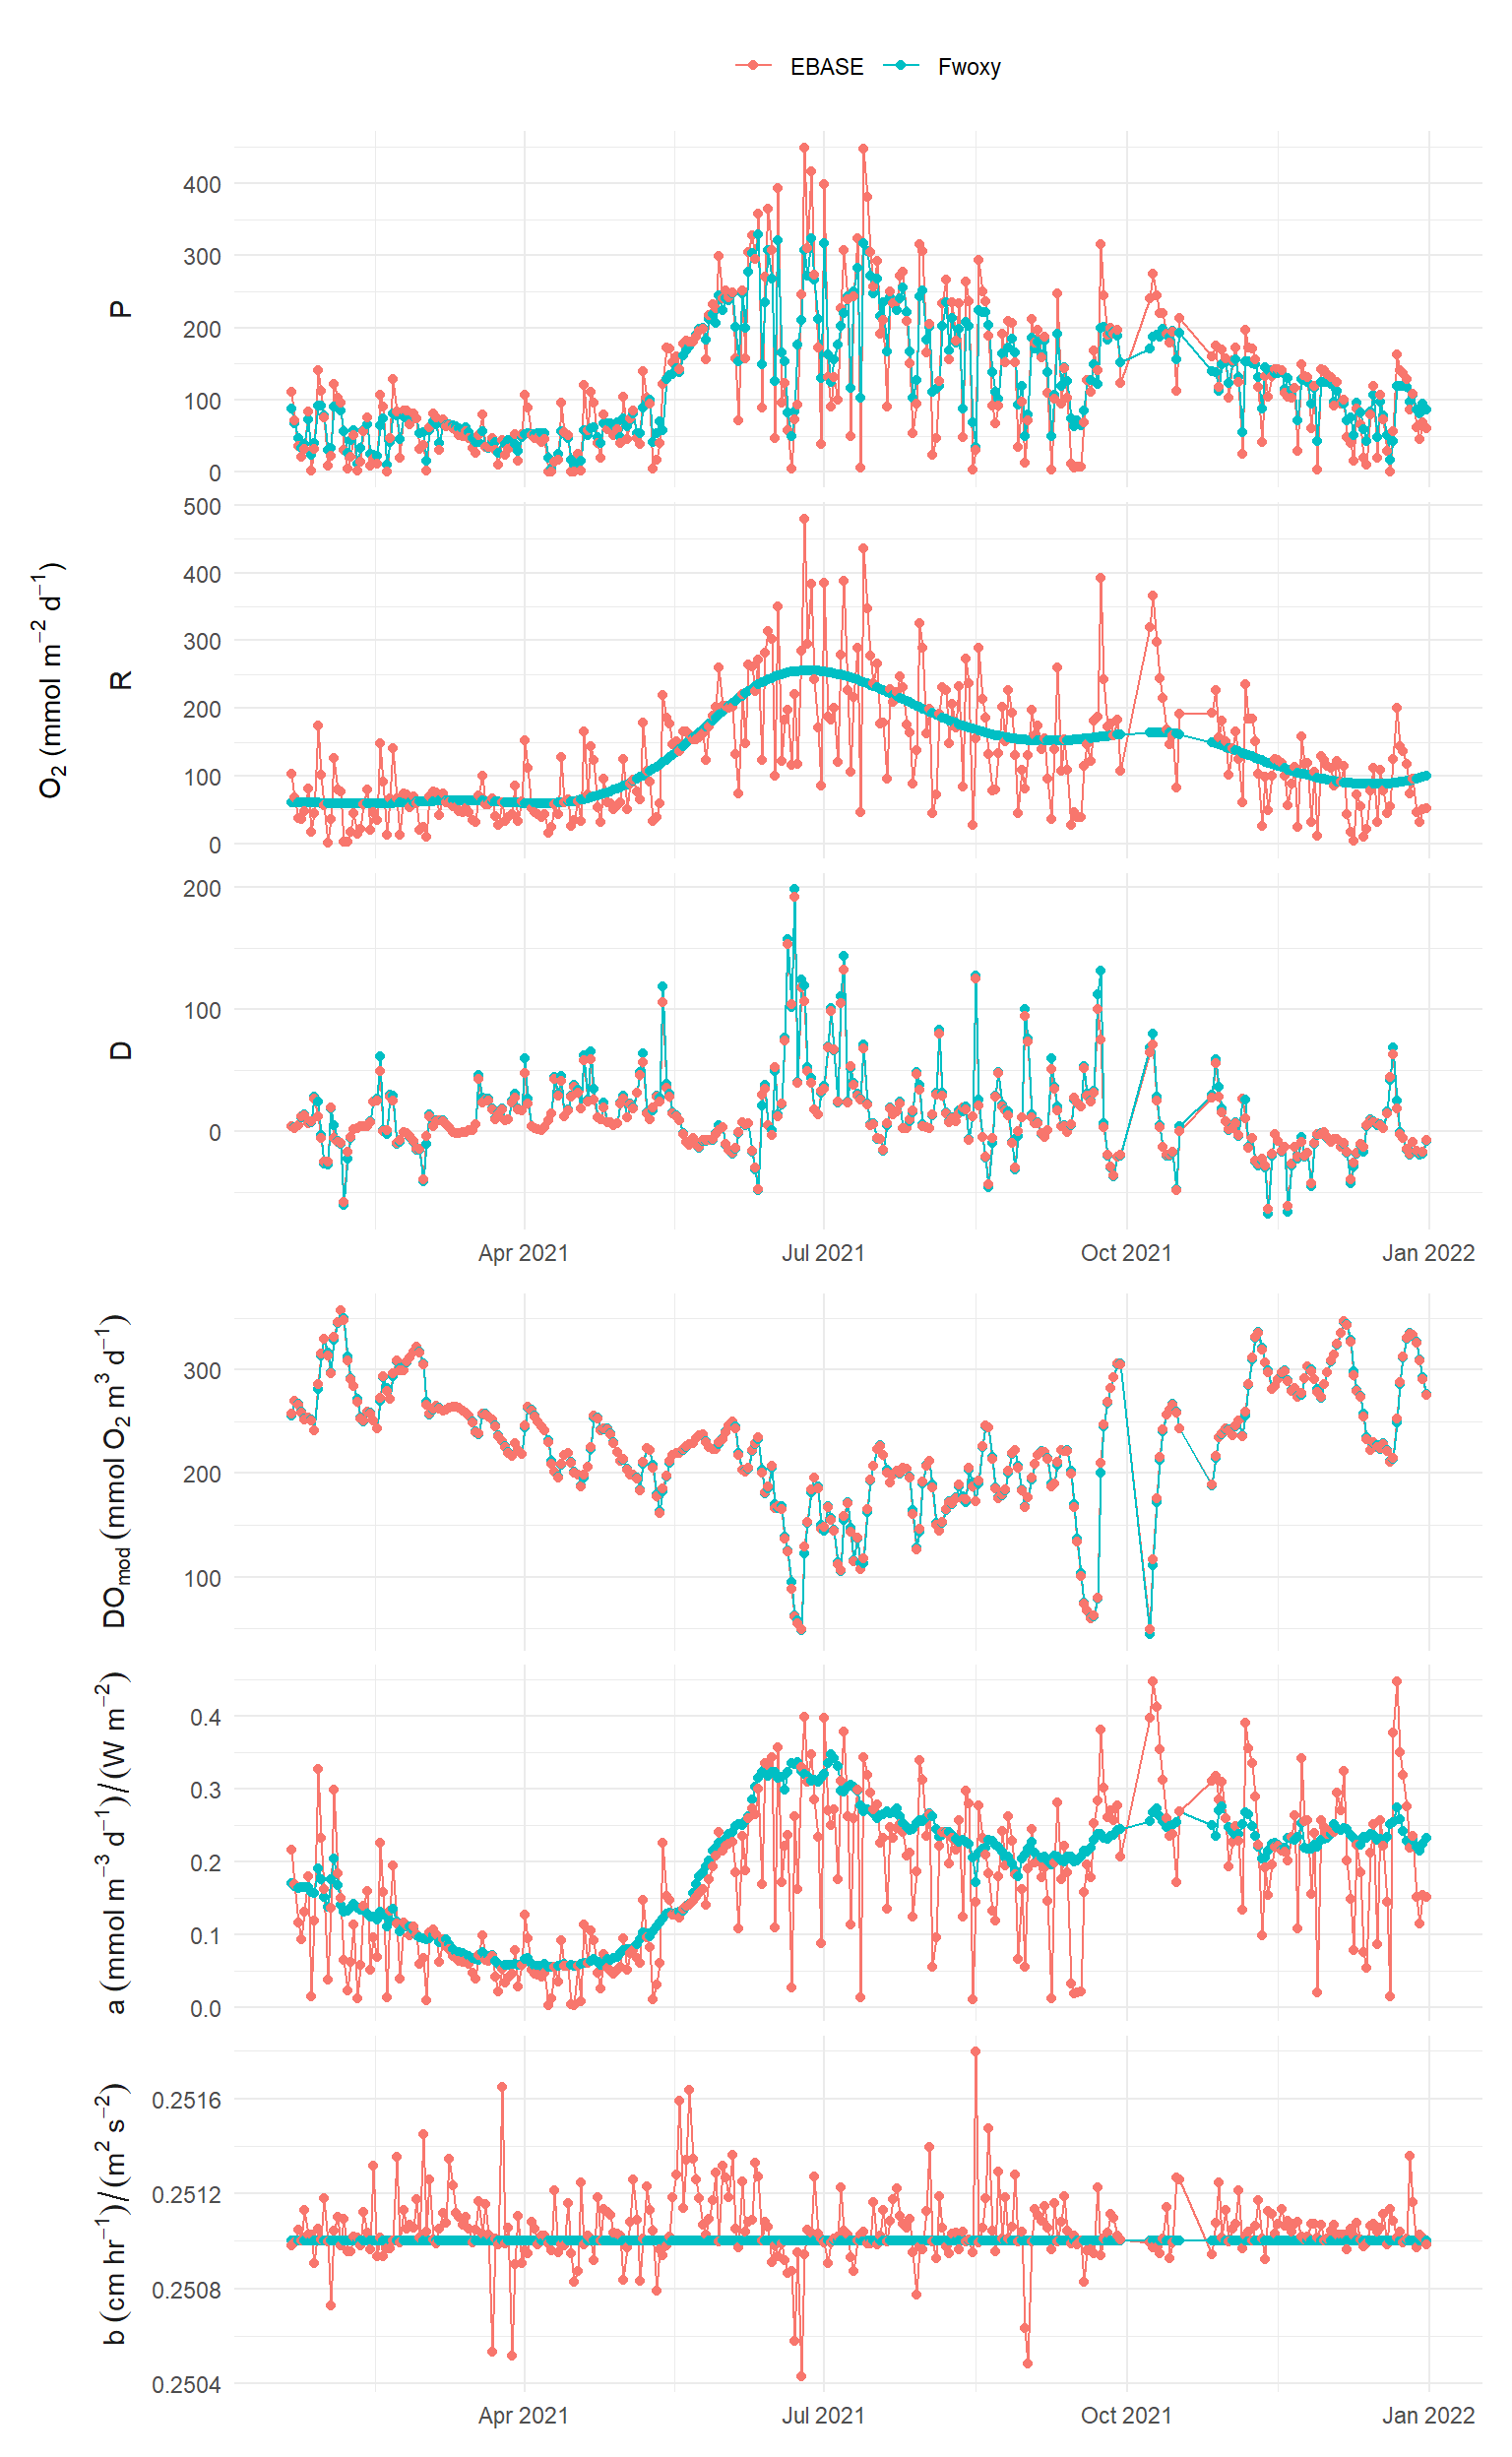 EBASE Fwoxy
P
400
300
200
100
0
O₂ (mmol m⁻² d⁻¹)
R
500
400
300
200
100
0
D
200
100
0
Apr 2021 Jul 2021 Oct 2021 Jan 2022
DOmod (mmol O₂ m³ d⁻¹)
300
200
100
a (mmol m⁻³ d⁻¹)/(W m⁻²)
0.4
0.3
0.2
0.1
0.0
b (cm hr⁻¹)/(m² s⁻²)
0.2516
0.2512
0.2508
0.2504
Apr 2021 Jul 2021 Oct 2021 Jan 2022